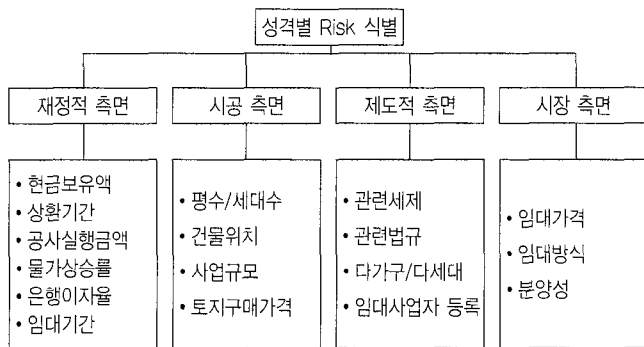 성격별 Risk 식별
재정적 측면
시공 측면
제도적 측면
시장 측면
• 현금보유액
• 상환기간
• 공사실행금액
• 물가상승률
• 은행이자율
• 임대기간
• 평수/세대수
• 건물위치
• 사업규모
• 토지구매가격
• 관련세제
• 관련법규
• 다가구/다세대
• 임대사업자 등록
• 임대가격
• 임대방식
• 분양성